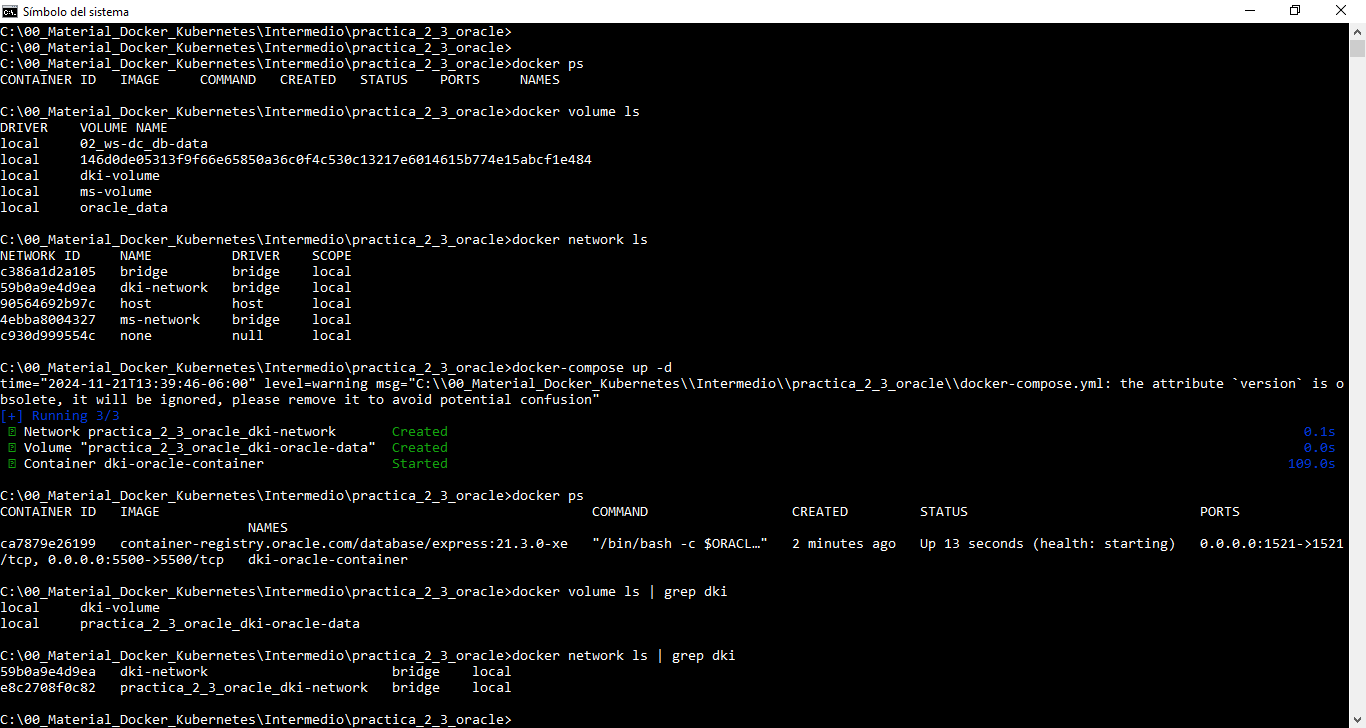 Símbolo del sistema
C:\00_Material_Docker_Kubernetes\Intermedio\practica_2_3_oracle>
C:\00_Material_Docker_Kubernetes\Intermedio\practica_2_3_oracle>
C:\00_Material_Docker_Kubernetes\Intermedio\practica_2_3_oracle>docker ps
CONTAINER ID   IMAGE     COMMAND   CREATED   STATUS    PORTS     NAMES
C:\00_Material_Docker_Kubernetes\Intermedio\practica_2_3_oracle>docker volume ls
DRIVER    VOLUME NAME
local     02_ws-dc_db-data
local     146d0de05313f9f66e65850a36c0f4c530c13217e6014615b774e15abcf1e484
local     dki-volume
local     ms-volume
local     oracle_data
C:\00_Material_Docker_Kubernetes\Intermedio\practica_2_3_oracle>docker network ls
NETWORK ID     NAME          DRIVER    SCOPE
c386a1d2a105   bridge        bridge    local
59b0a9e4d9ea   dki-network   bridge    local
90564692b97c   host          host      local
4ebba8004327   ms-network    bridge    local
c930d999554c   none          null      local
C:\00_Material_Docker_Kubernetes\Intermedio\practica_2_3_oracle>docker-compose up -d
time="2024-11-21T13:39:46-06:00" level=warning msg="C:\\00_Material_Docker_Kubernetes\\Intermedio\\practica_2_3_oracle\\docker-compose.yml: the attribute `version` is o
bsolete, it will be ignored, please remove it to avoid potential confusion"
[+] Running 3/3
Network practica_2_3_oracle_dki-network       Created       0.1s
Volume "practica_2_3_oracle_dki-oracle-data"  Created       0.0s
Container dki-oracle-container                Started       109.0s
C:\00_Material_Docker_Kubernetes\Intermedio\practica_2_3_oracle>docker ps
CONTAINER ID   IMAGE                                                      COMMAND                  CREATED         STATUS                             PORTS
NAMES
ca7879e26199   container-registry.oracle.com/database/express:21.3.0-xe   "/bin/bash -c $ORACL…"   2 minutes ago   Up 13 seconds (health: starting)   0.0.0.0:1521->1521
/tcp, 0.0.0.0:5500->5500/tcp   dki-oracle-container
C:\00_Material_Docker_Kubernetes\Intermedio\practica_2_3_oracle>docker volume ls | grep dki
local     dki-volume
local     practica_2_3_oracle_dki-oracle-data
C:\00_Material_Docker_Kubernetes\Intermedio\practica_2_3_oracle>docker network ls | grep dki
59b0a9e4d9ea   dki-network                       bridge    local
e8c2708f0c82   practica_2_3_oracle_dki-network   bridge    local
C:\00_Material_Docker_Kubernetes\Intermedio\practica_2_3_oracle>